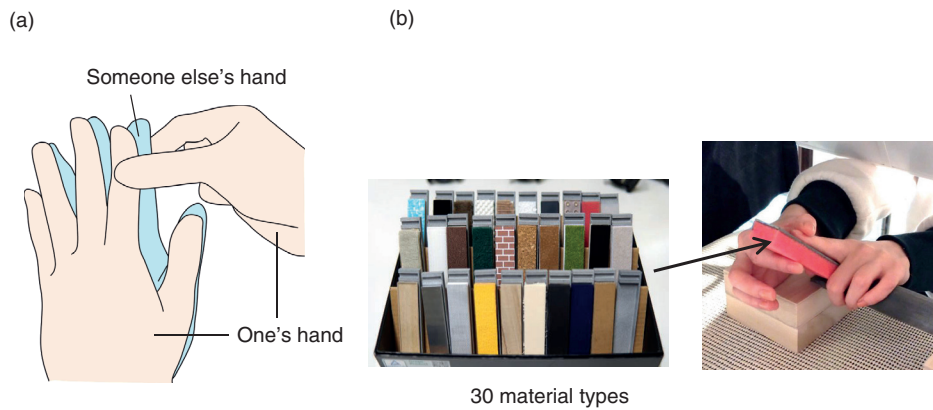 (a)
(b)
Someone else's hand
One's hand
30 material types